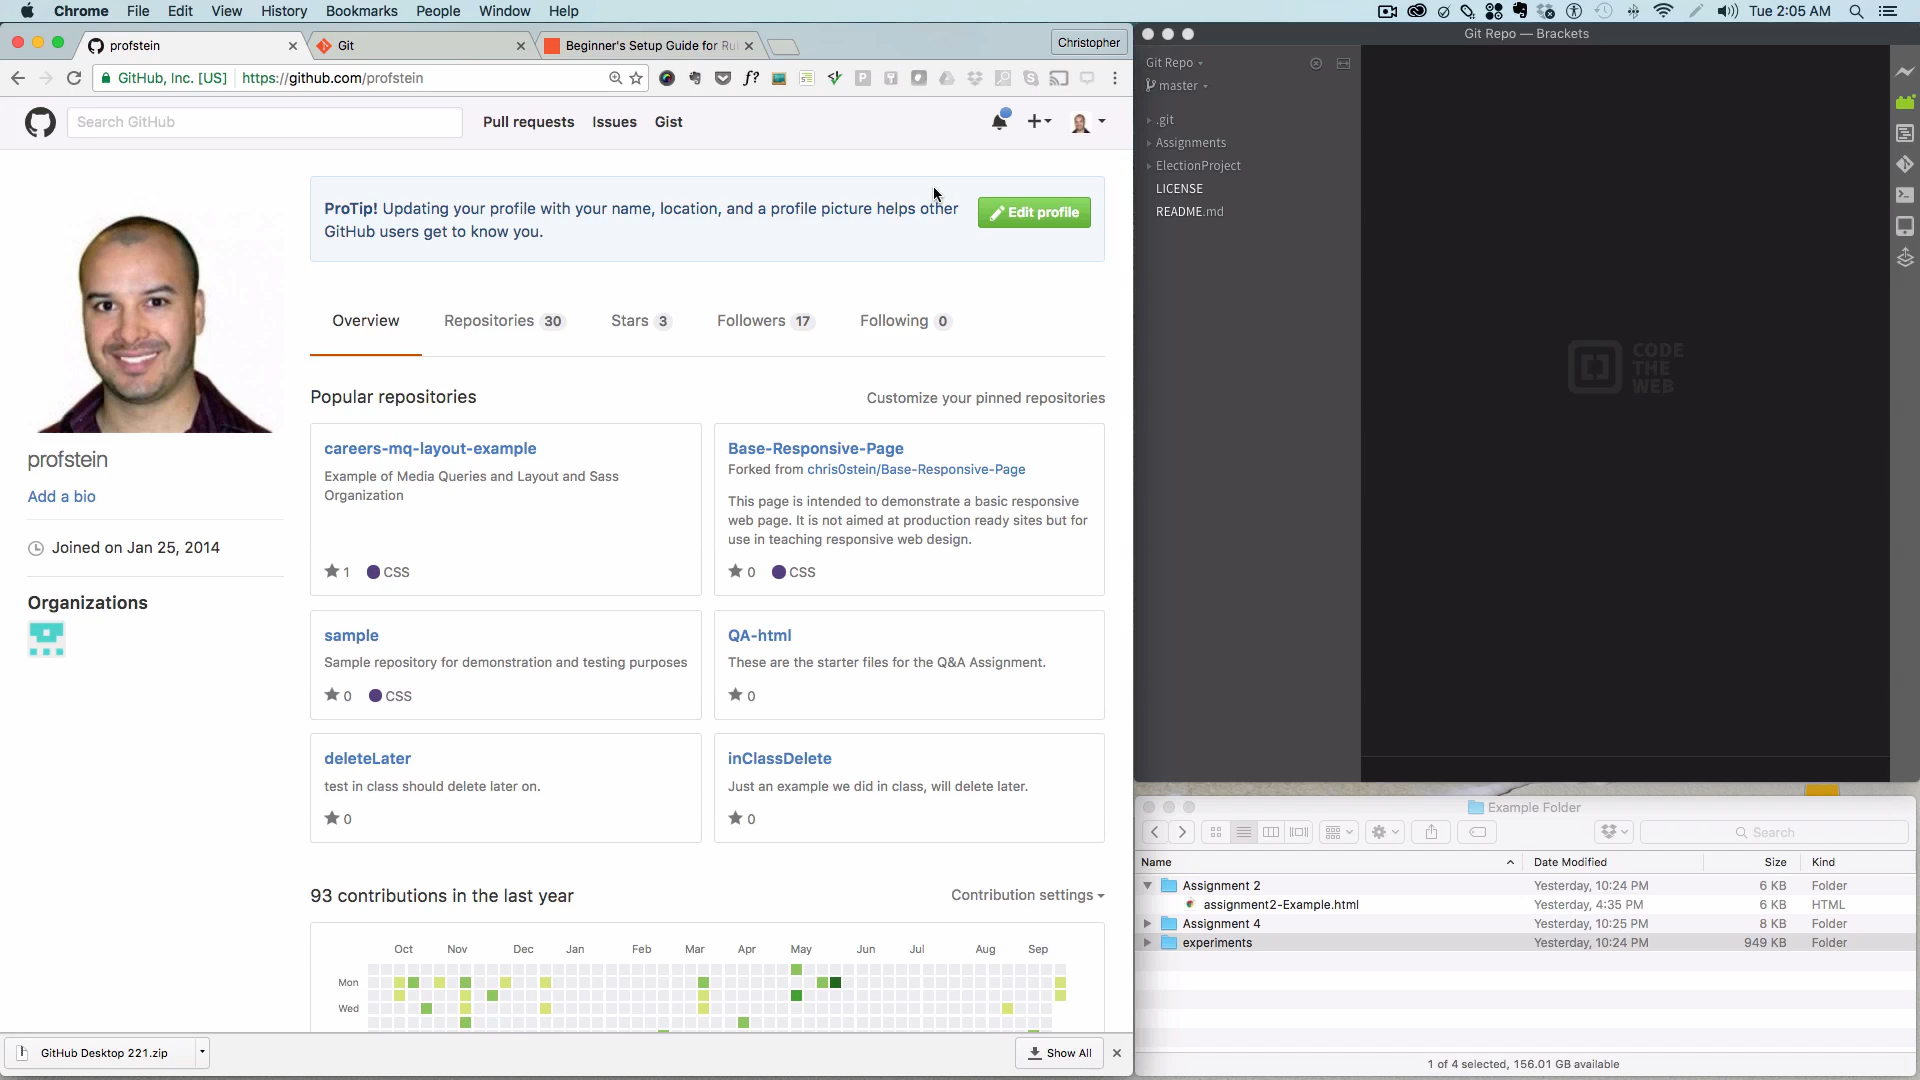 Chrome File Edit View History Bookmarks People Window Help
Tue 2:05 AM
profstein
Git
Beginner's Setup Guide for Ru
Christopher
GitHub, Inc. [US] https://github.com/profstein
Search GitHub
Pull requests Issues Gist
ProTip! Updating your profile with your name, location, and a profile picture helps other
GitHub users get to know you.
Edit profile
Overview Repositories 30 Stars 3 Followers 17 Following 0
profstein
Add a bio
Joined on Jan 25, 2014
Organizations
Popular repositories
Customize your pinned repositories
careers-mq-layout-example
Example of Media Queries and Layout and Sass
Organization
1 CSS
Base-Responsive-Page
Forked from chris0stein/Base-Responsive-Page
This page is intended to demonstrate a basic responsive
web page. It is not aimed at production ready sites but for
use in teaching responsive web design.
0 CSS
sample
Sample repository for demonstration and testing purposes
0 CSS
QA-html
These are the starter files for the Q&A Assignment.
0
deleteLater
test in class should delete later on.
0
inClassDelete
Just an example we did in class, will delete later.
0
93 contributions in the last year
Contribution settings
Oct Nov Dec Jan Feb Mar Apr May Jun Jul Aug Sep
Mon
Wed
GitHub Desktop 221.zip
Show All
Git Repo — Brackets
Git Repo
master
.git
Assignments
ElectionProject
LICENSE
README.md
CODE
THE
WEB
Example Folder
Search
Name Date Modified Size Kind
Assignment 2 Yesterday, 10:24 PM 6 KB Folder
assignment2-Example.html Yesterday, 4:35 PM 6 KB HTML
Assignment 4 Yesterday, 10:25 PM 8 KB Folder
experiments Yesterday, 10:24 PM 949 KB Folder
1 of 4 selected, 156.01 GB available